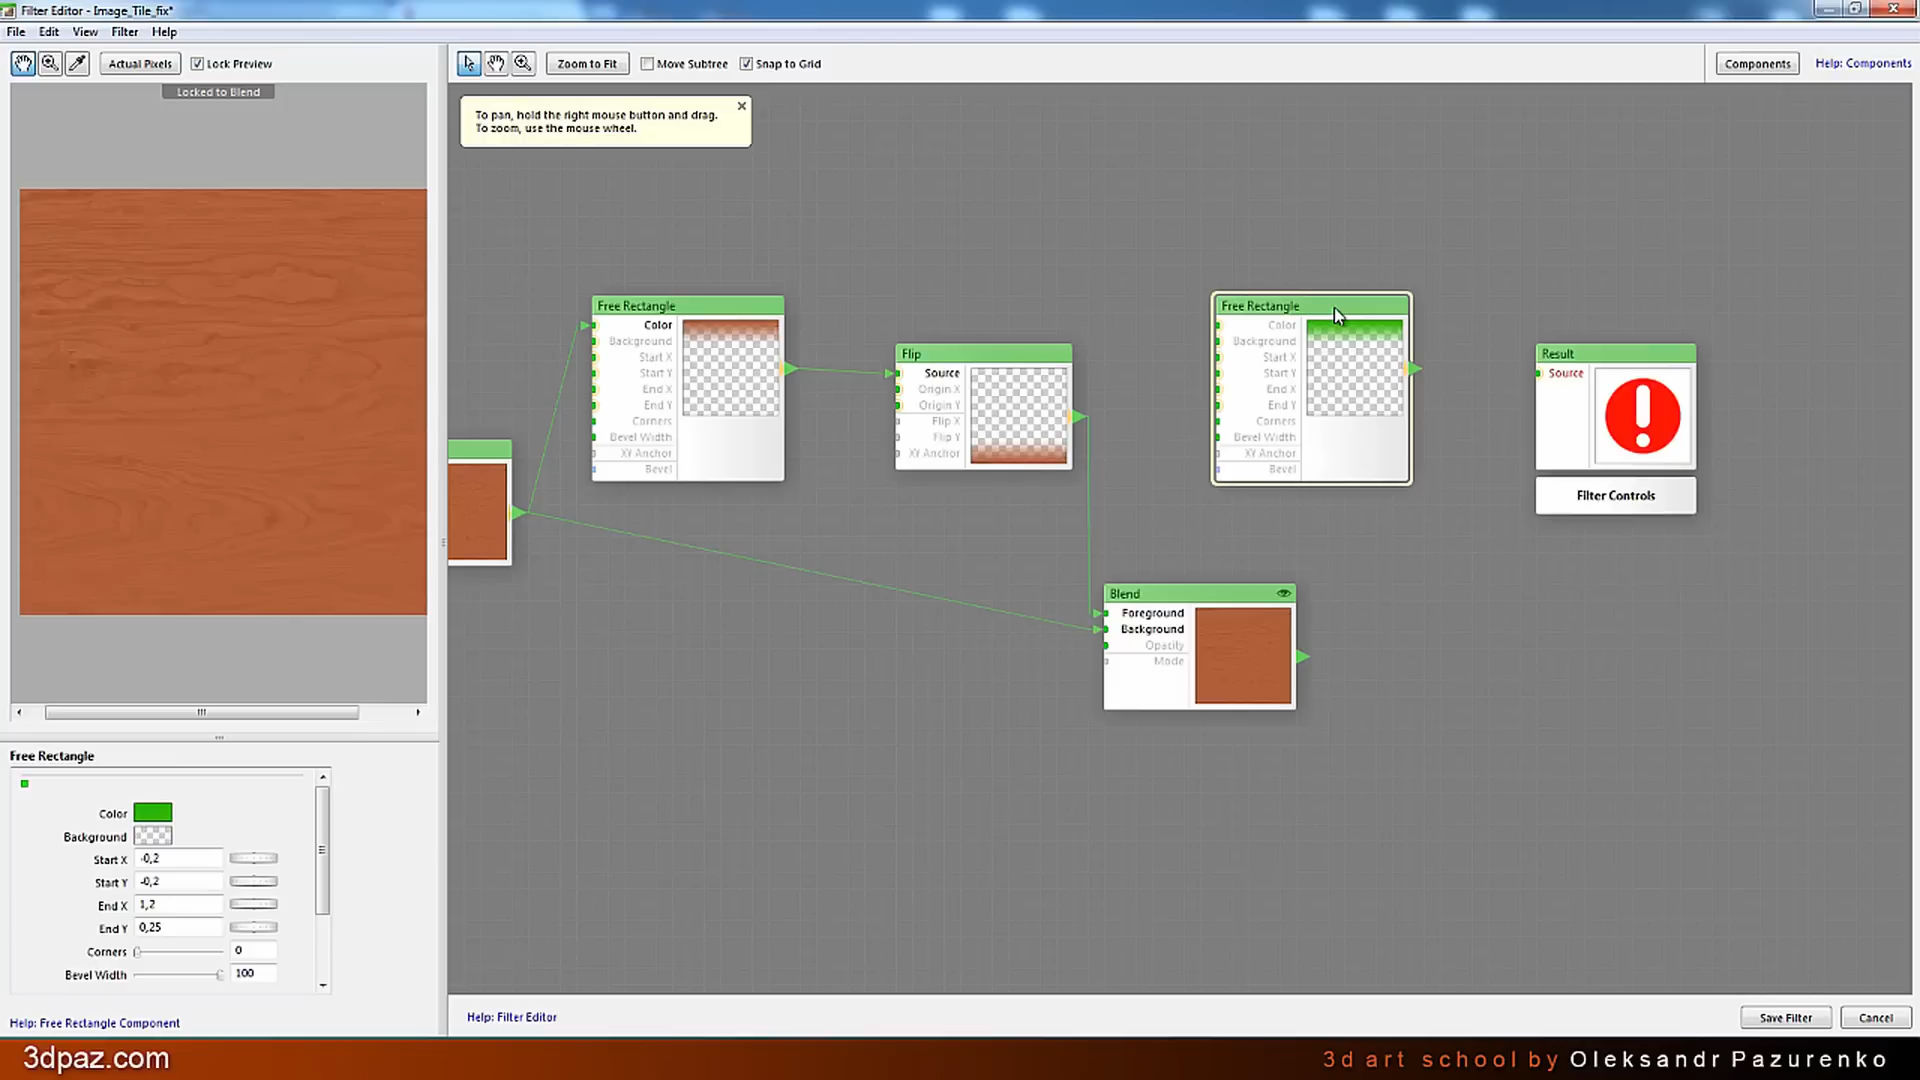 Filter Editor - Image_Tile_fix*
File Edit View Filter Help
Actual Pixels Lock Preview Zoom to Fit Move Subtree Snap to Grid Components Help: Components
Locked to Blend
To pan, hold the right mouse button and drag.
To zoom, use the mouse wheel.
Free Rectangle
Color
Background
Start X
Start Y
End X
End Y
Corners
Bevel Width
XY Anchor
Bevel
Flip
Source
Origin X
Origin Y
Flip X
Flip Y
XY Anchor
Free Rectangle
Color
Background
Start X
Start Y
End X
End Y
Corners
Bevel Width
XY Anchor
Bevel
Result
Source
Filter Controls
Blend
Foreground
Background
Opacity
Mode
Free Rectangle
Color
Background
Start X -0,2
Start Y -0,2
End X 1,2
End Y 0,25
Corners 0
Bevel Width 100
Help: Free Rectangle Component
Help: Filter Editor
Save Filter Cancel
3dpaz.com
3d art school by Oleksandr Pazurenko